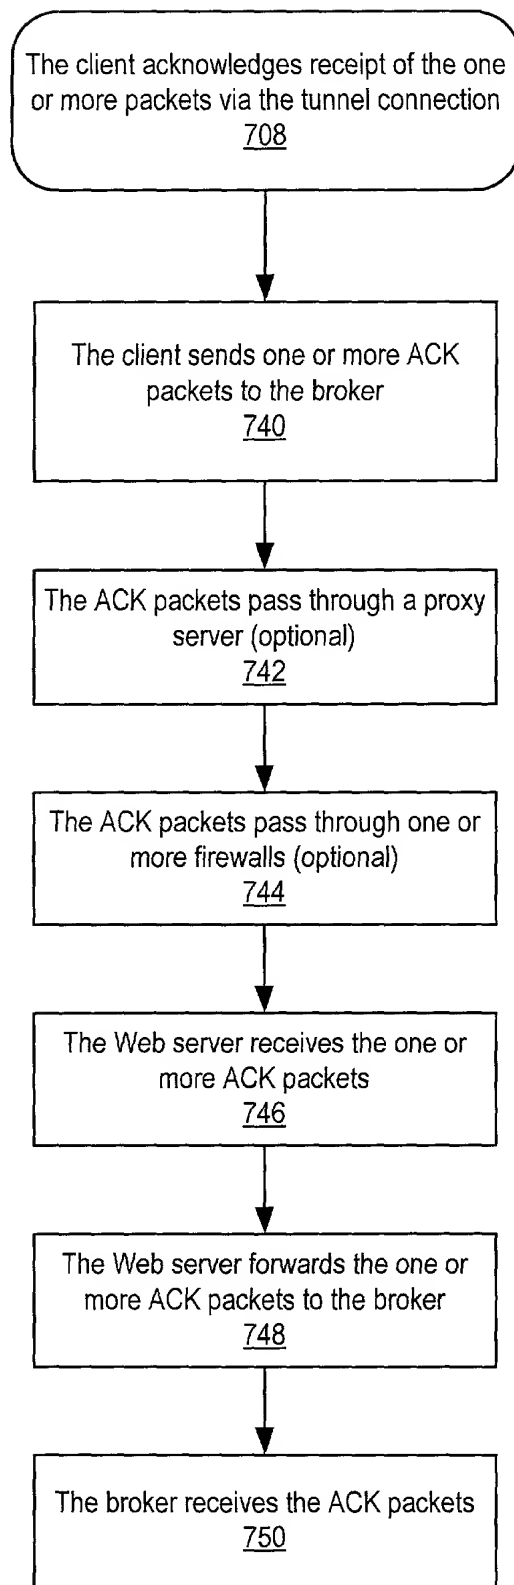 The client acknowledges receipt of the one
or more packets via the tunnel connection
708
The client sends one or more ACK
packets to the broker
740
The ACK packets pass through a proxy
server (optional)
742
The ACK packets pass through one or
more firewalls (optional)
744
The Web server receives the one or
more ACK packets
746
The Web server forwards the one or
more ACK packets to the broker
748
The broker receives the ACK packets
750